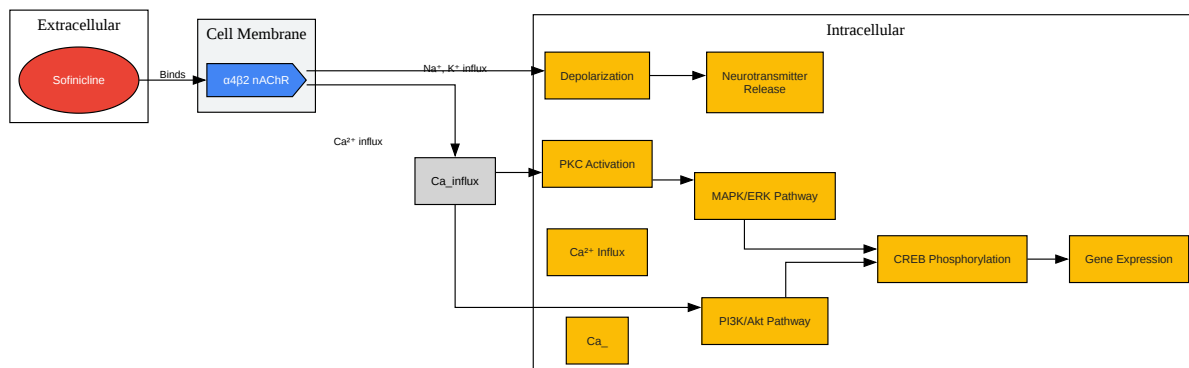 Extracellular
Cell Membrane
Intracellular
Sofinicline
Binds
α4β2 nAChR
Na⁺, K⁺ influx
Depolarization
Neurotransmitter
Release
Ca²⁺ influx
Ca_influx
PKC Activation
MAPK/ERK Pathway
Ca²⁺ Influx
CREB Phosphorylation
Gene Expression
PI3K/Akt Pathway
Ca_